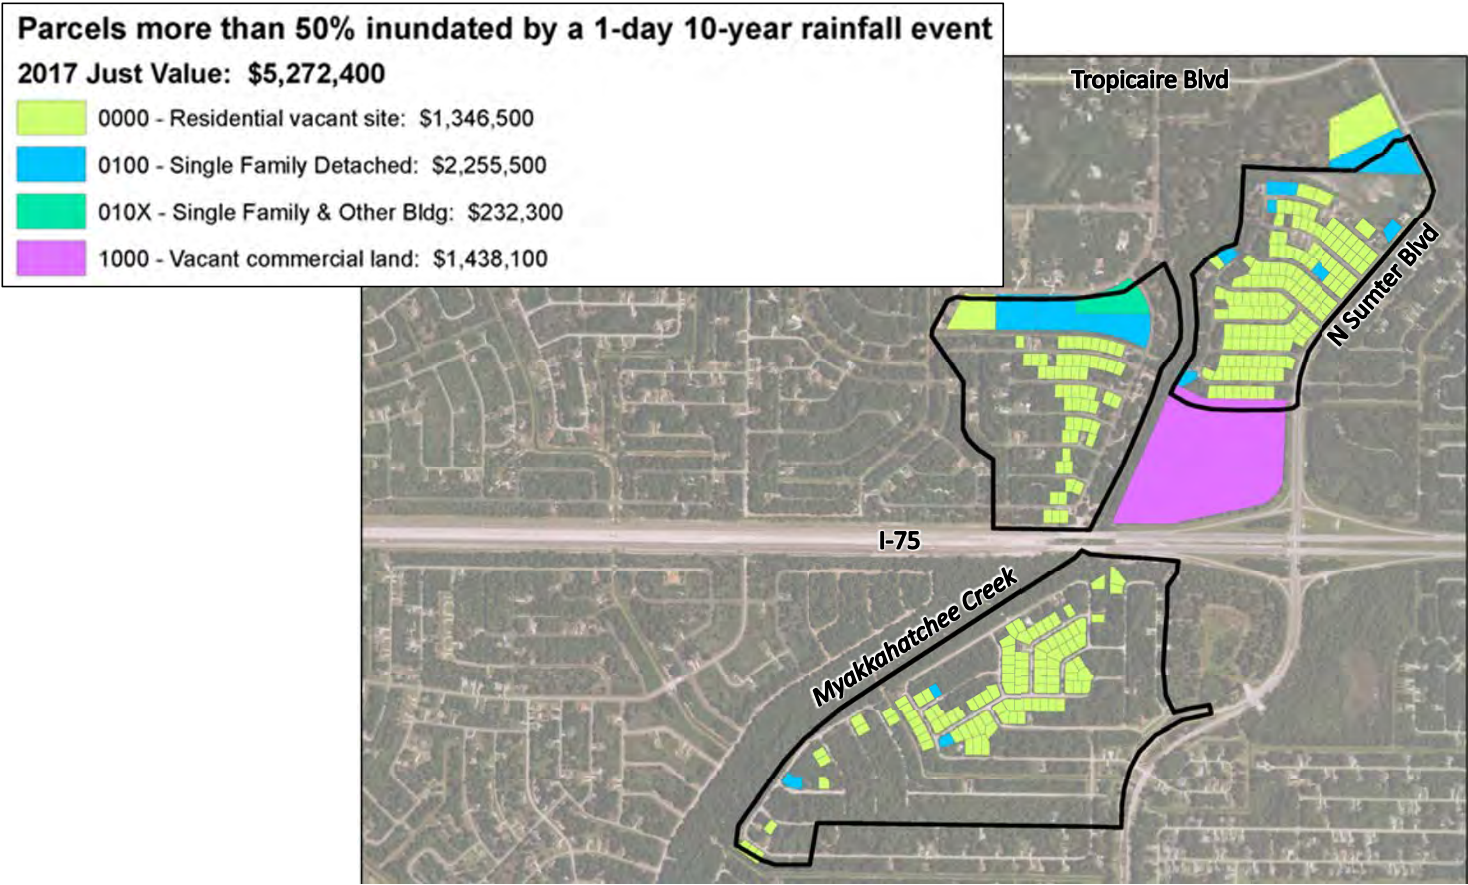 Parcels more than 50% inundated by a 1-day 10-year rainfall event
2017 Just Value: $5,272,400
0000 - Residential vacant site: $1,346,500
0100 - Single Family Detached: $2,255,500
010X - Single Family & Other Bldg: $232,300
1000 - Vacant commercial land: $1,438,100
Tropicaire Blvd
N Sumter Blvd
I-75
Myakkahatchee Creek